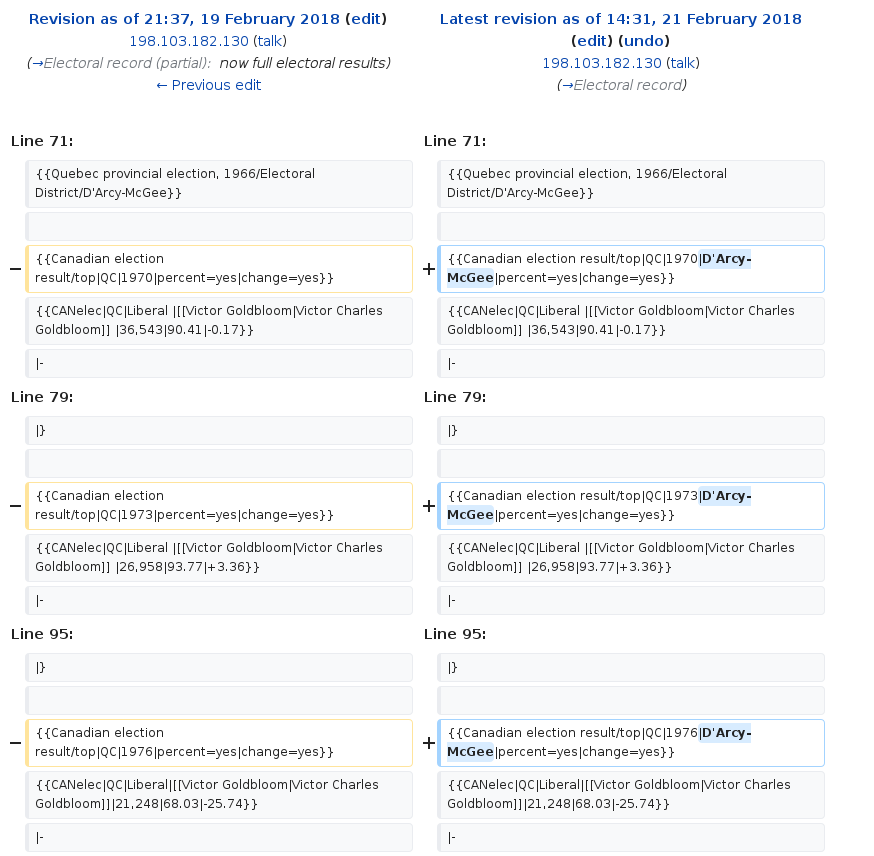 Revision as of 21:37, 19 February 2018 (edit)
198.103.182.130 (talk)
(→Electoral record (partial): now full electoral results)
← Previous edit
Latest revision as of 14:31, 21 February 2018
(edit) (undo)
198.103.182.130 (talk)
(→Electoral record)
Line 71:
Line 71:
{{Quebec provincial election, 1966/Electoral
District/D'Arcy-McGee}}
{{Quebec provincial election, 1966/Electoral
District/D'Arcy-McGee}}
− {{Canadian election
result/top|QC|1970|percent=yes|change=yes}}
+ {{Canadian election result/top|QC|1970|D'Arcy-
McGee|percent=yes|change=yes}}
{{CANelec|QC|Liberal |[[Victor Goldbloom|Victor Charles
Goldbloom]] |36,543|90.41|-0.17}}
{{CANelec|QC|Liberal |[[Victor Goldbloom|Victor Charles
Goldbloom]] |36,543|90.41|-0.17}}
|-
|-
Line 79:
Line 79:
|}
|}
− {{Canadian election
result/top|QC|1973|percent=yes|change=yes}}
+ {{Canadian election result/top|QC|1973|D'Arcy-
McGee|percent=yes|change=yes}}
{{CANelec|QC|Liberal |[[Victor Goldbloom|Victor Charles
Goldbloom]] |26,958|93.77|+3.36}}
{{CANelec|QC|Liberal |[[Victor Goldbloom|Victor Charles
Goldbloom]] |26,958|93.77|+3.36}}
|-
|-
Line 95:
Line 95:
|}
|}
− {{Canadian election
result/top|QC|1976|percent=yes|change=yes}}
+ {{Canadian election result/top|QC|1976|D'Arcy-
McGee|percent=yes|change=yes}}
{{CANelec|QC|Liberal|[[Victor Goldbloom|Victor Charles
Goldbloom]]|21,248|68.03|-25.74}}
{{CANelec|QC|Liberal|[[Victor Goldbloom|Victor Charles
Goldbloom]]|21,248|68.03|-25.74}}
|-
|-